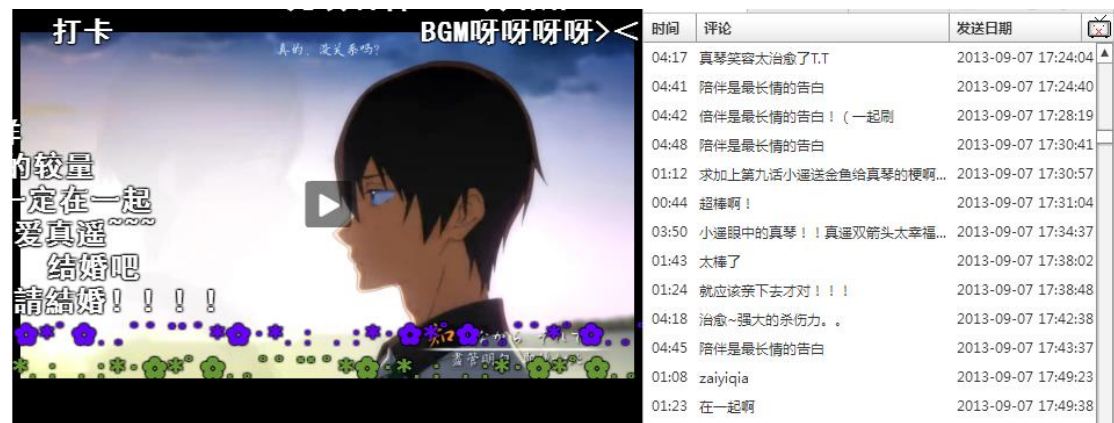 打卡
BGM呀呀呀呀><
真的，没关系吗？
的较量
一定在一起
爱真遥~~~
结婚吧
請結婚！！！！
时间 评论 发送日期
04:17 真琴笑容太治愈了T.T 2013-09-07 17:24:04
04:41 陪伴是最长情的告白 2013-09-07 17:24:40
04:42 倍伴是最长情的告白！（一起刷 2013-09-07 17:28:19
04:48 陪伴是最长情的告白 2013-09-07 17:30:41
01:12 求加上第九话小遥送金鱼给真琴的梗啊... 2013-09-07 17:30:57
00:44 超棒啊！ 2013-09-07 17:31:04
03:50 小遥眼中的真琴！！真遥双箭头太幸福... 2013-09-07 17:34:37
01:43 太棒了 2013-09-07 17:38:02
01:24 就应该亲下去才对！！！ 2013-09-07 17:38:48
04:18 治愈~强大的杀伤力。。 2013-09-07 17:42:38
04:45 陪伴是最长情的告白 2013-09-07 17:43:37
01:08 zaiyiqia 2013-09-07 17:49:23
01:23 在一起啊 2013-09-07 17:49:38